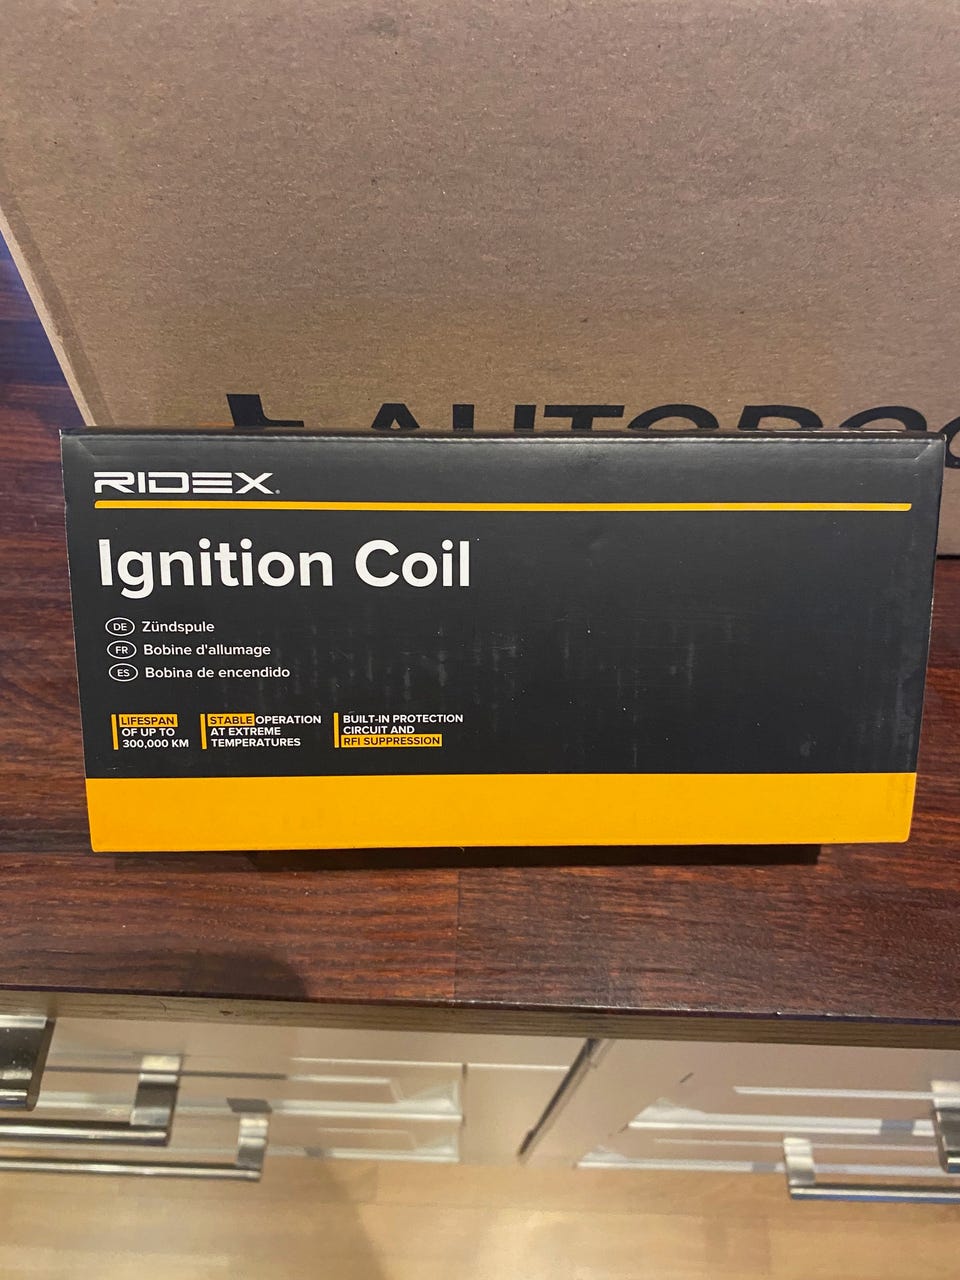 RIDEX
Ignition Coil
DE Zündspule
FR Bobine d'allumage
ES Bobina de encendido
LIFESPAN
OF UP TO
300,000 KM
STABLE OPERATION
AT EXTREME
TEMPERATURES
BUILT-IN PROTECTION
CIRCUIT AND
RFI SUPPRESSION